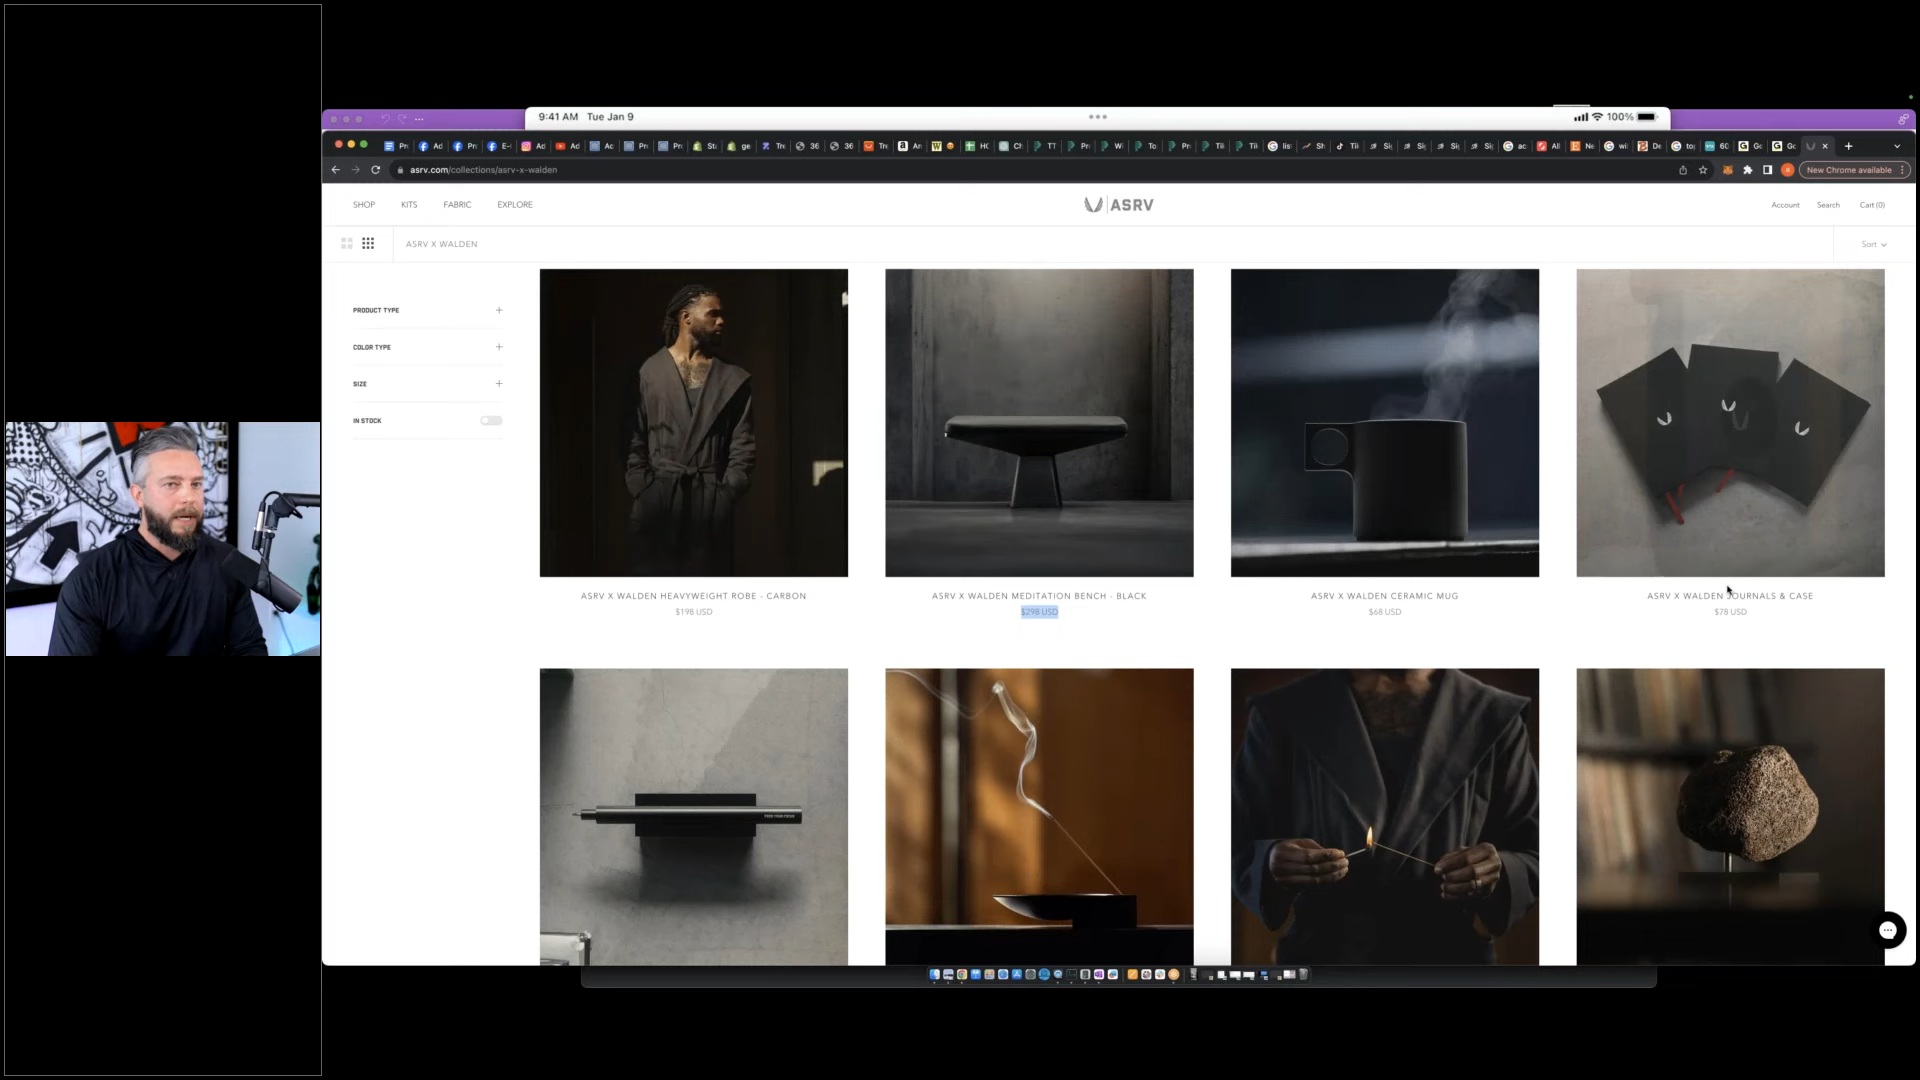 9:41 AM Tue Jan 9
100%
asrv.com/collections/asrv-x-walden
New Chrome available
SHOP KITS FABRIC EXPLORE
ASRV
Account Search Cart (0)
ASRV X WALDEN
Sort
PRODUCT TYPE
COLOR TYPE
SIZE
IN STOCK
ASRV X WALDEN HEAVYWEIGHT ROBE - CARBON
$198 USD
ASRV X WALDEN MEDITATION BENCH - BLACK
$298 USD
ASRV X WALDEN CERAMIC MUG
$68 USD
ASRV X WALDEN JOURNALS & CASE
$78 USD